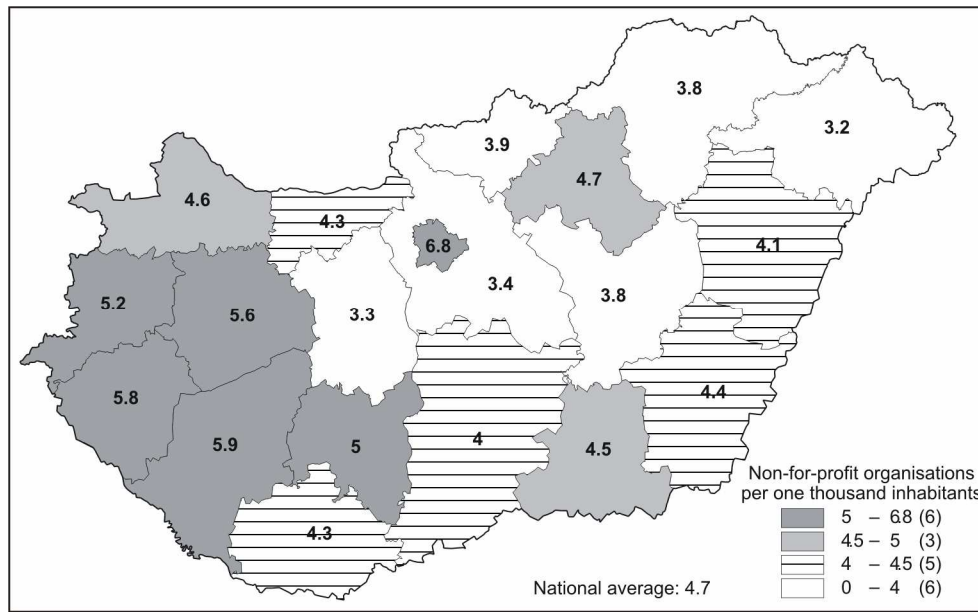 3.8
3.2
3.9
4.7
4.6
4.3
6.8
4.1
3.4
3.8
5.2
5.6
3.3
5.8
4.4
5.9
5
4
4.5
4.3
Non-for-profit organisations
per one thousand inhabitants
5 – 6.8 (6)
4.5 – 5 (3)
4 – 4.5 (5)
0 – 4 (6)
National average: 4.7